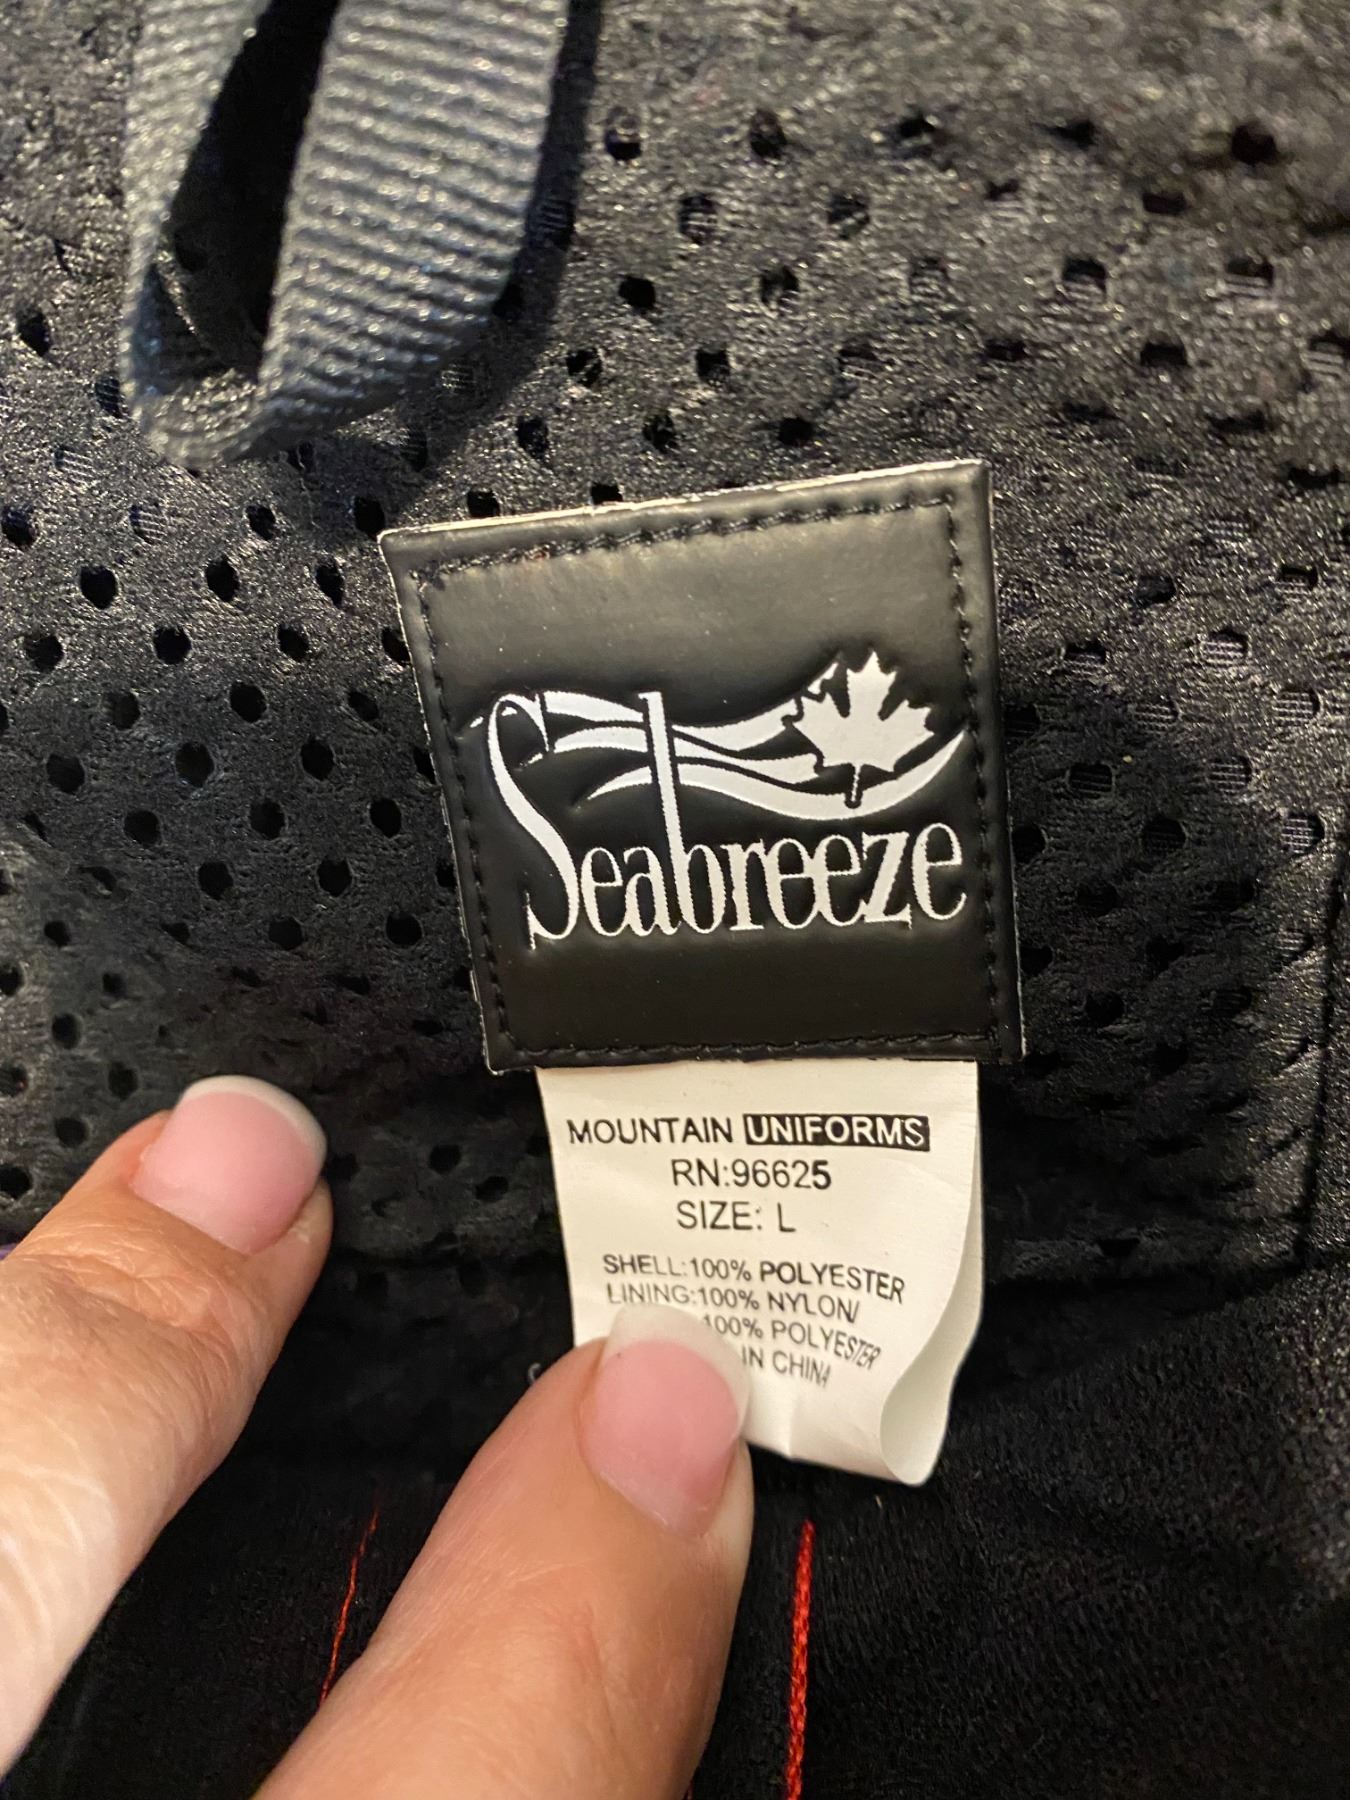 Seabreeze
MOUNTAIN UNIFORMS
RN:96625
SIZE: L
SHELL:100% POLYESTER
LINING:100% NYLON/
100% POLYESTER
IN CHINA